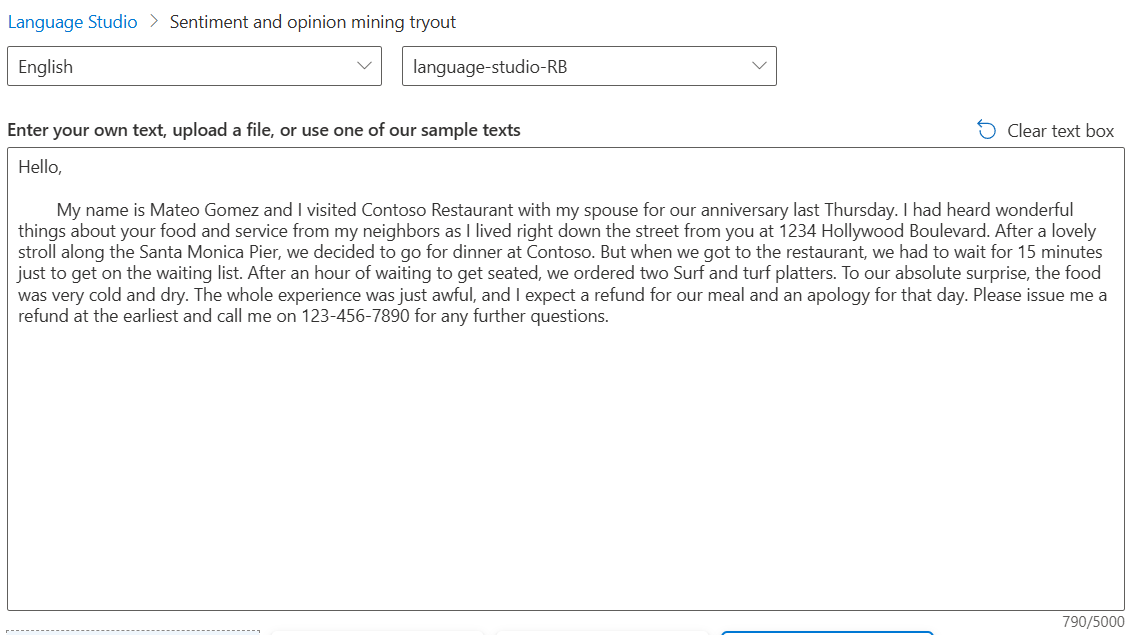 Language Studio > Sentiment and opinion mining tryout
English language-studio-RB
Enter your own text, upload a file, or use one of our sample texts Clear text box
Hello,
My name is Mateo Gomez and I visited Contoso Restaurant with my spouse for our anniversary last Thursday. I had heard wonderful
things about your food and service from my neighbors as I lived right down the street from you at 1234 Hollywood Boulevard. After a lovely
stroll along the Santa Monica Pier, we decided to go for dinner at Contoso. But when we got to the restaurant, we had to wait for 15 minutes
just to get on the waiting list. After an hour of waiting to get seated, we ordered two Surf and turf platters. To our absolute surprise, the food
was very cold and dry. The whole experience was just awful, and I expect a refund for our meal and an apology for that day. Please issue me a
refund at the earliest and call me on 123-456-7890 for any further questions.
790/5000